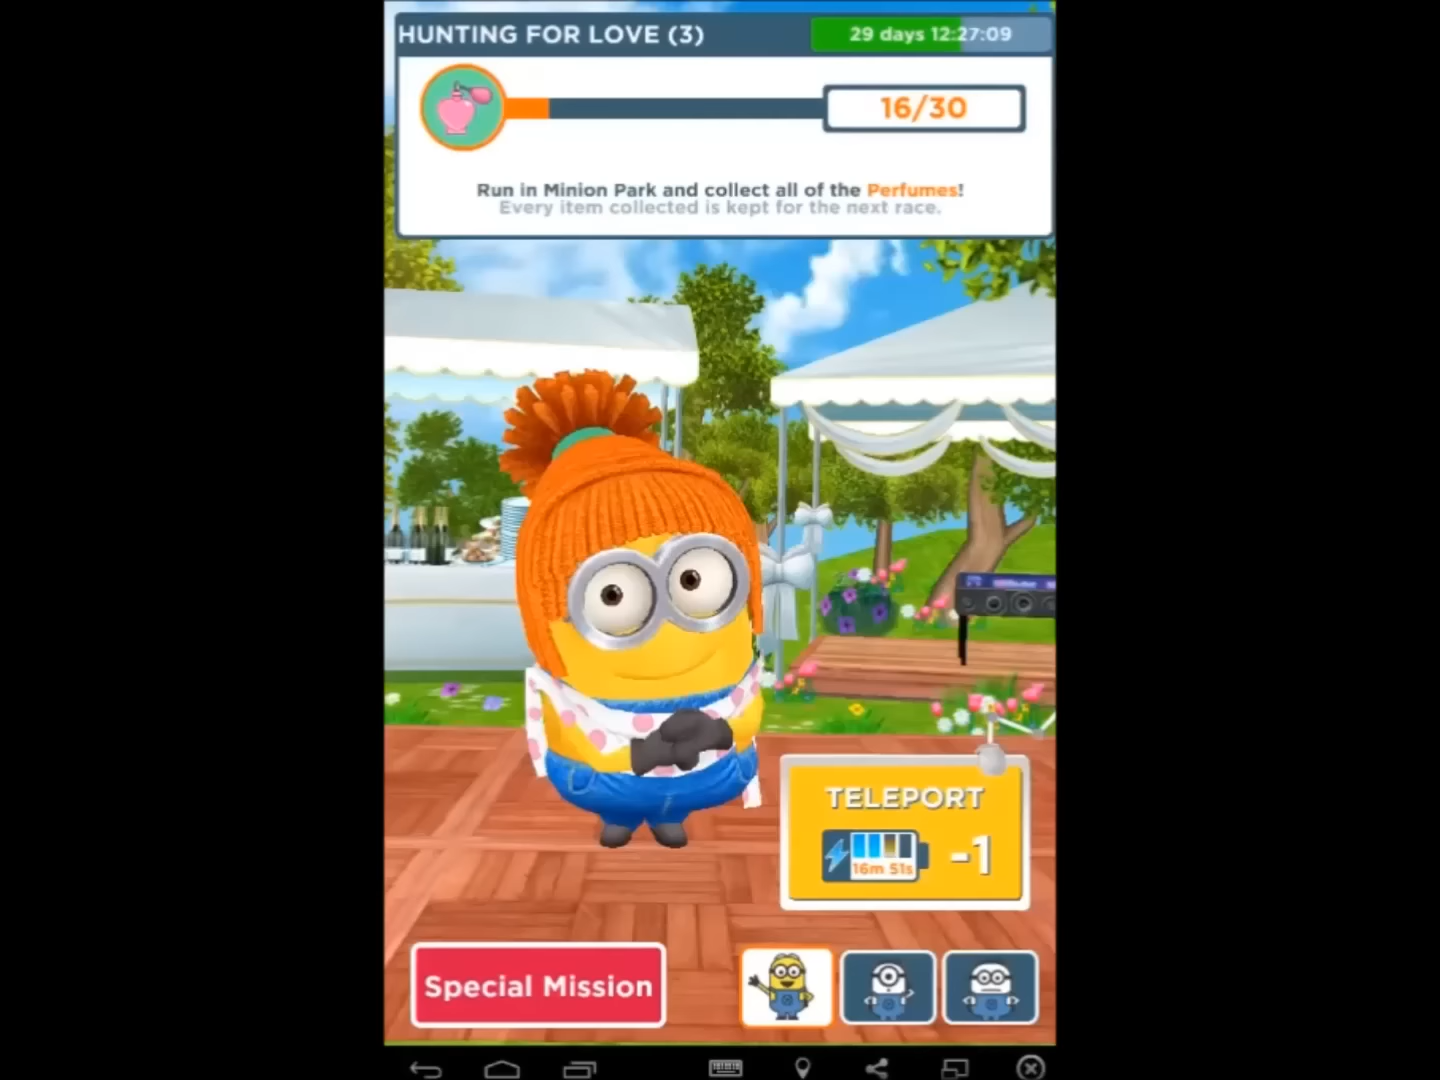 HUNTING FOR LOVE (3)
29 days 12:27:09
16/30
Run in Minion Park and collect all of the Perfumes!
Every item collected is kept for the next race.
TELEPORT
16m 51s
-1
Special Mission